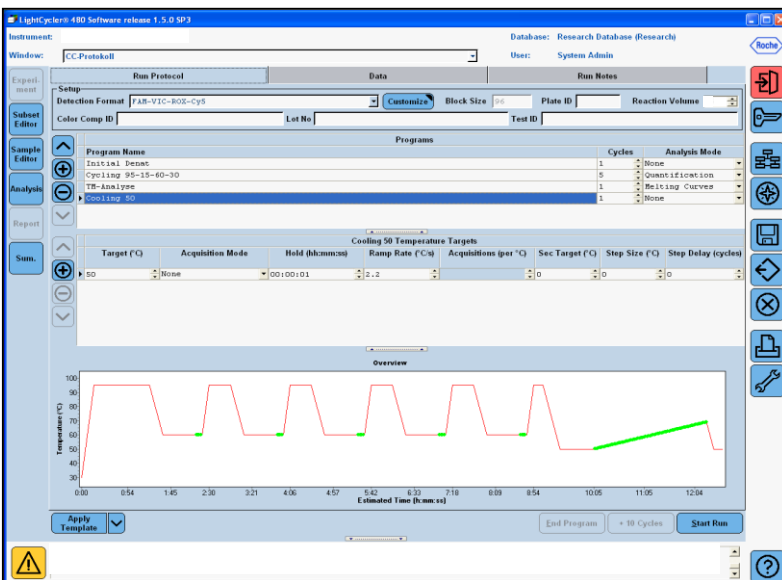 LightCycler® 480 Software release 1.5.0 SP3
Instrument:
Database: Research Database (Research)
Window: CC-Protokoll
User: System Admin
Roche
Experi-
ment
Subset
Editor
Sample
Editor
Analysis
Report
Sum.
Run Protocol Data Run Notes
Setup
Detection Format FAM-VIC-ROX-Cy5 Customize Block Size 96 Plate ID Reaction Volume
Color Comp ID Lot No Test ID
Programs
Program Name Cycles Analysis Mode
Initial Denat 1 None
Cycling 95-15-60-30 5 Quantification
TM-Analyse 1 Melting Curves
Cooling 50 1 None
Cooling 50 Temperature Targets
Target (°C) Acquisition Mode Hold (hh:mm:ss) Ramp Rate (°C/s) Acquisitions (per °C) Sec Target (°C) Step Size (°C) Step Delay (cycles)
50 None 00:00:01 2.2 0 0 0
Overview
Temperature (°C)
100
90
80
70
60
50
40
30
0:00 0:54 1:45 2:30 3:21 4:06 4:57 5:42 6:33 7:18 8:09 8:54 10:05 11:05 12:04
Estimated Time (h:mm:ss)
Apply
Template
End Program + 10 Cycles Start Run